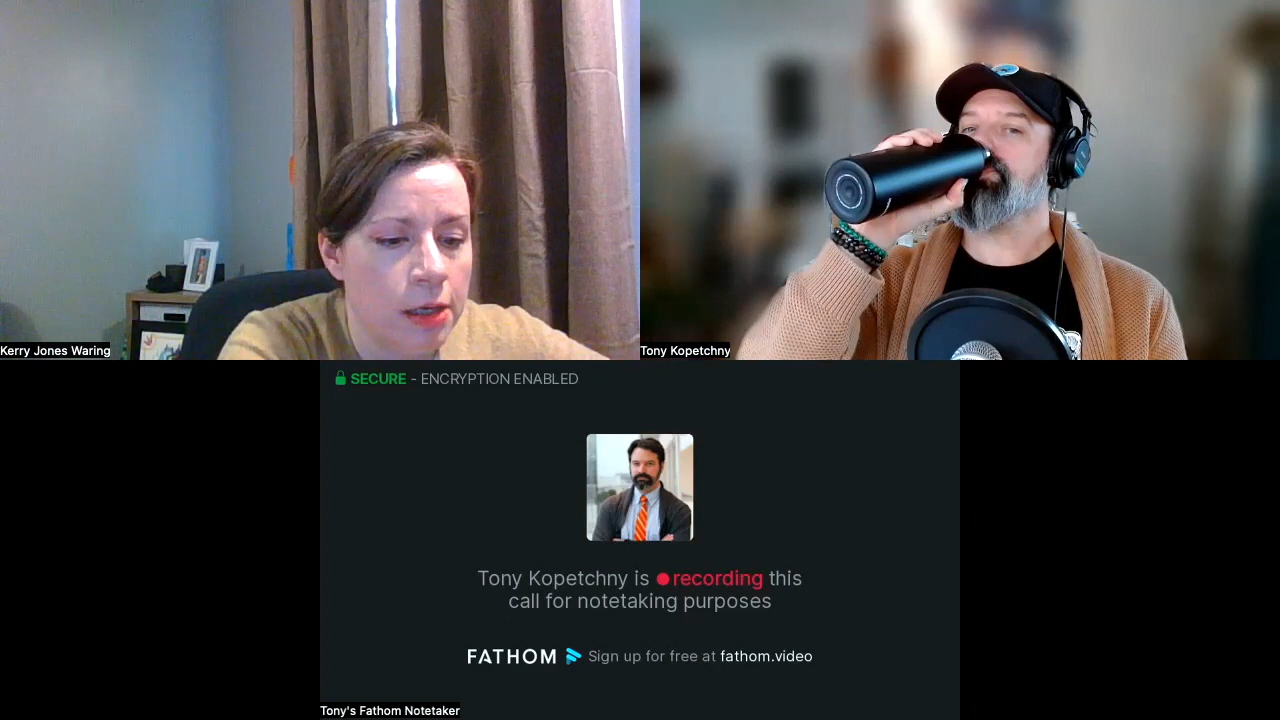 Kerry Jones Waring
Tony Kopetchny
SECURE - ENCRYPTION ENABLED
Tony Kopetchny is recording this
call for notetaking purposes
FATHOM Sign up for free at fathom.video
Tony's Fathom Notetaker